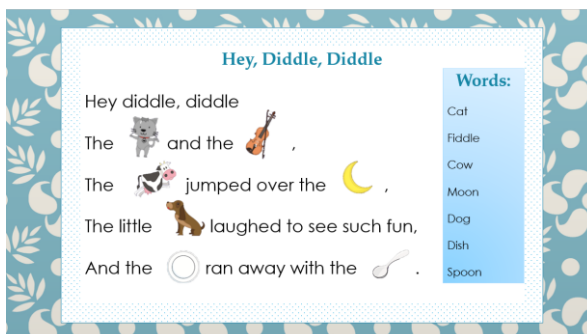 Hey, Diddle, Diddle
Hey diddle, diddle
The and the ,
The jumped over the ,
The little laughed to see such fun,
And the ran away with the .
Words:
Cat
Fiddle
Cow
Moon
Dog
Dish
Spoon